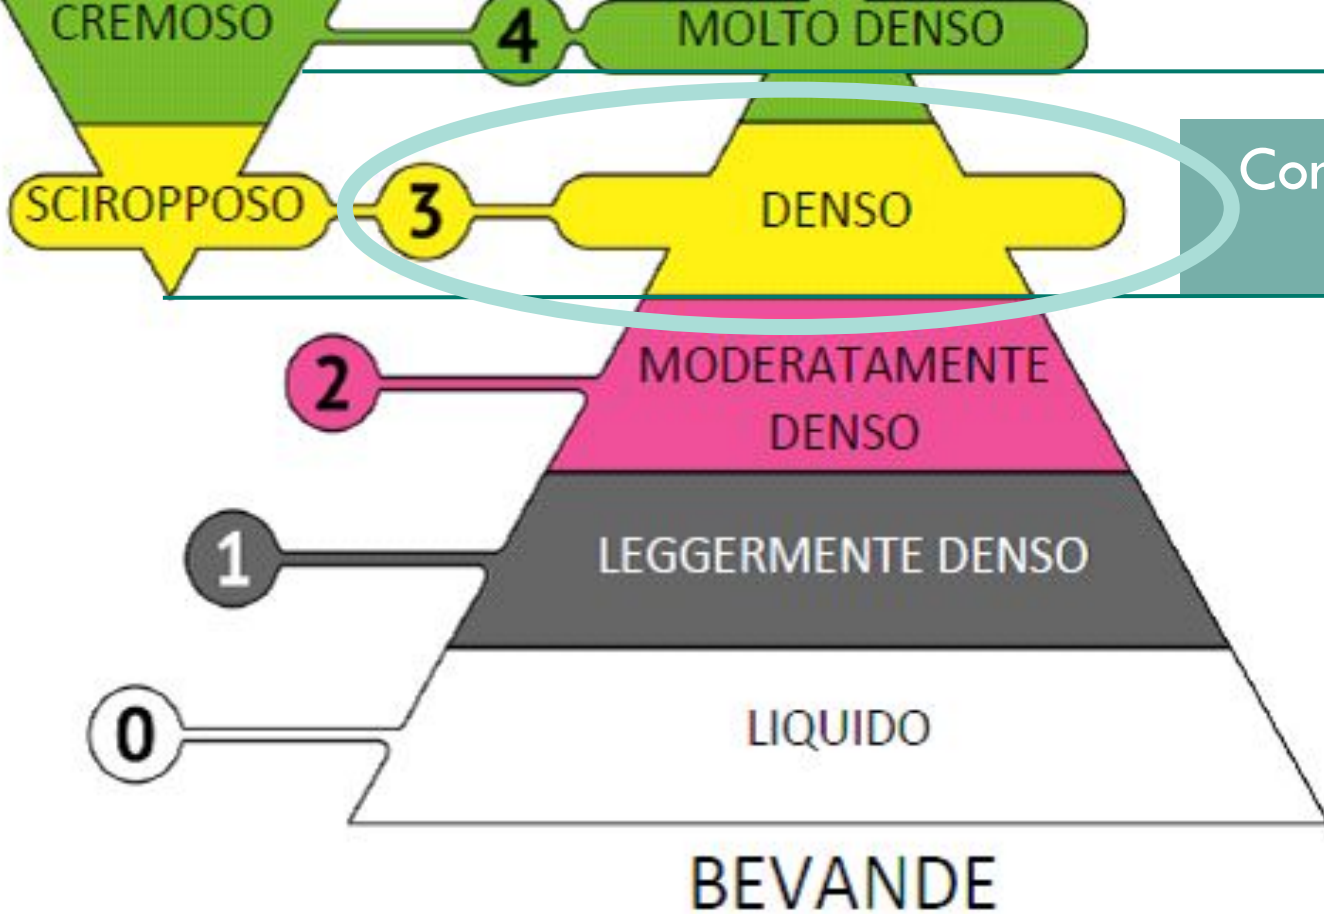 CREMOSO 4 MOLTO DENSO
SCIROPPOSO 3 DENSO
2 MODERATAMENTE
DENSO
1 LEGGERMENTE DENSO
0 LIQUIDO
BEVANDE